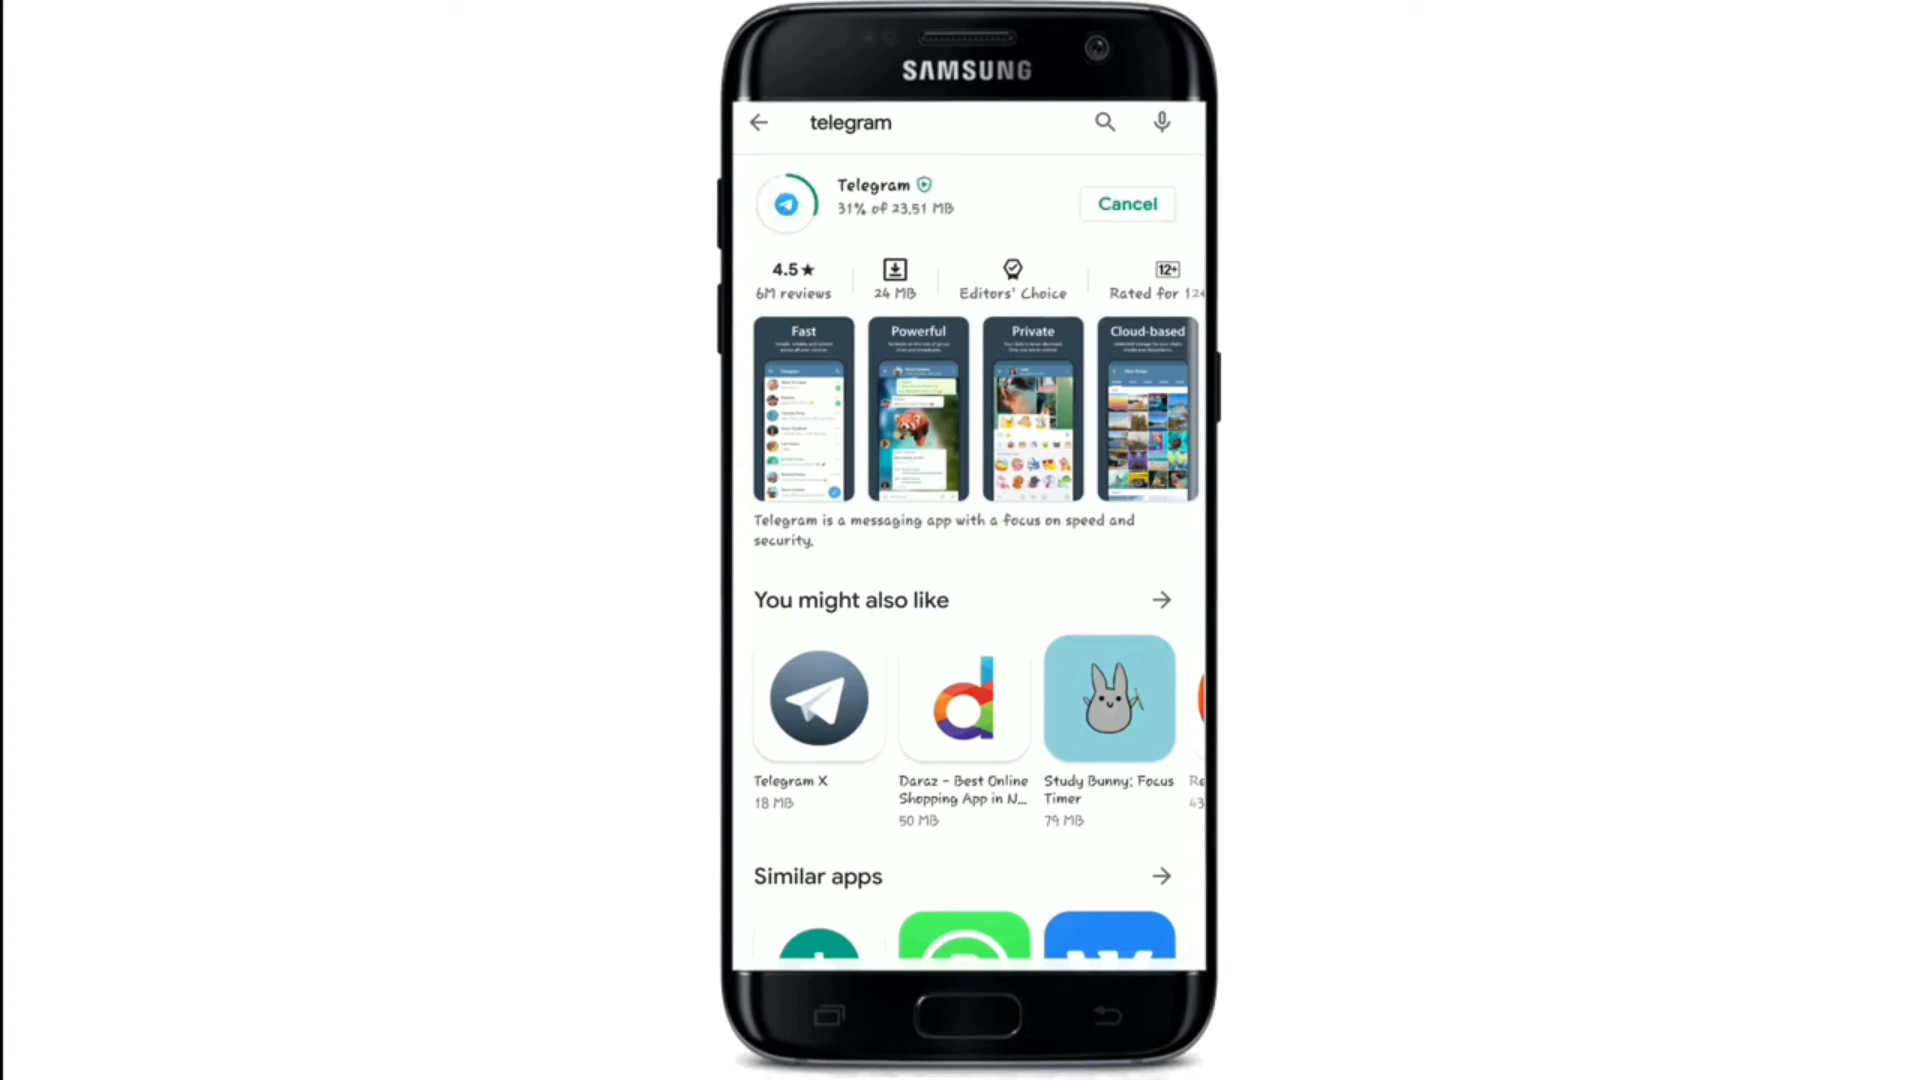 SAMSUNG
telegram
Telegram
31% of 23.51 MB
Cancel
4.5★
6M reviews
24 MB
Editors' Choice
12+
Rated for 12+
Fast
Powerful
Private
Cloud-based
Telegram is a messaging app with a focus on speed and
security.
You might also like
Telegram X
18 MB
Daraz - Best Online
Shopping App in N...
50 MB
Study Bunny: Focus
Timer
79 MB
Re
43
Similar apps